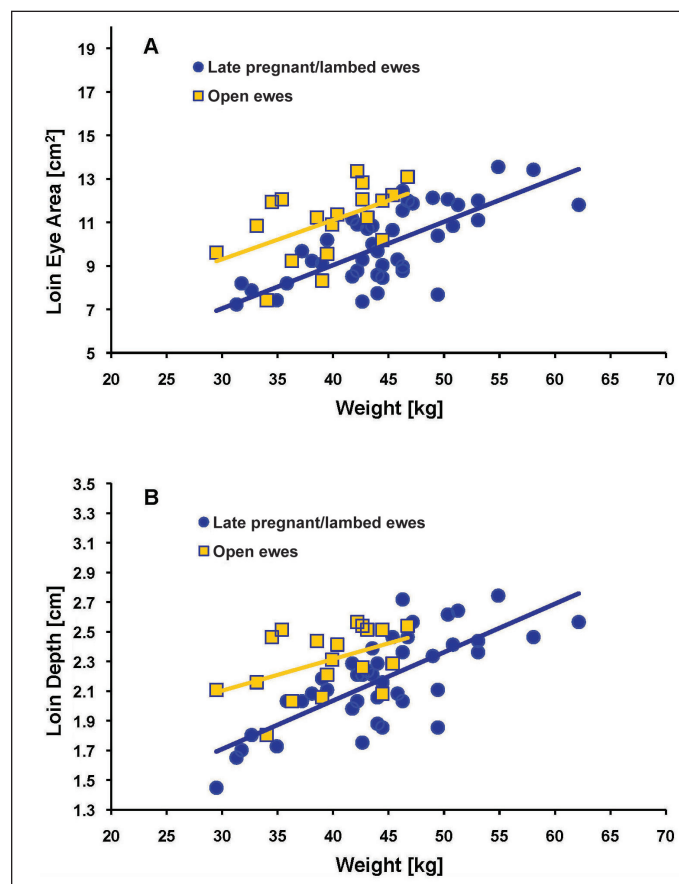 A
Late pregnant/lambed ewes
Open ewes
Loin Eye Area [cm²]
19
17
15
13
11
9
7
5
20 25 30 35 40 45 50 55 60 65 70
Weight [kg]
B
Late pregnant/lambed ewes
Open ewes
Loin Depth [cm]
3.5
3.3
3.1
2.9
2.7
2.5
2.3
2.1
1.9
1.7
1.5
1.3
20 25 30 35 40 45 50 55 60 65 70
Weight [kg]